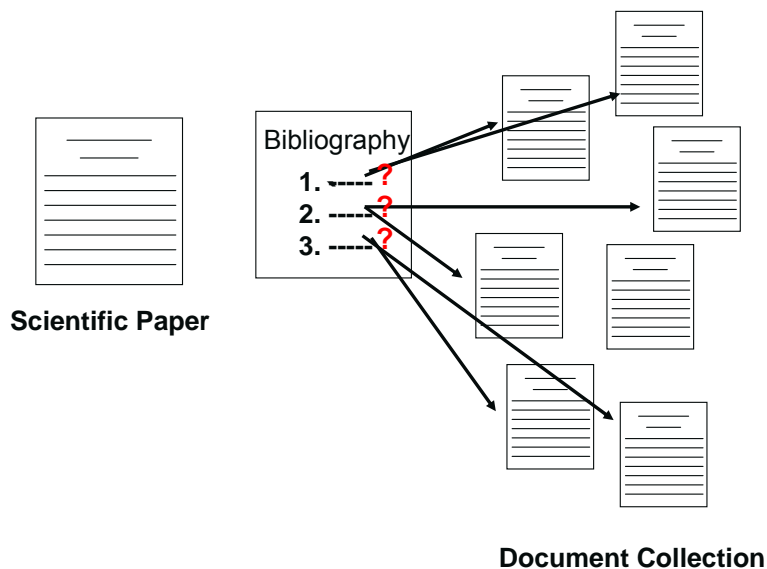 Bibliography
1. -----?
2. -----?
3. -----?
Scientific Paper
Document Collection